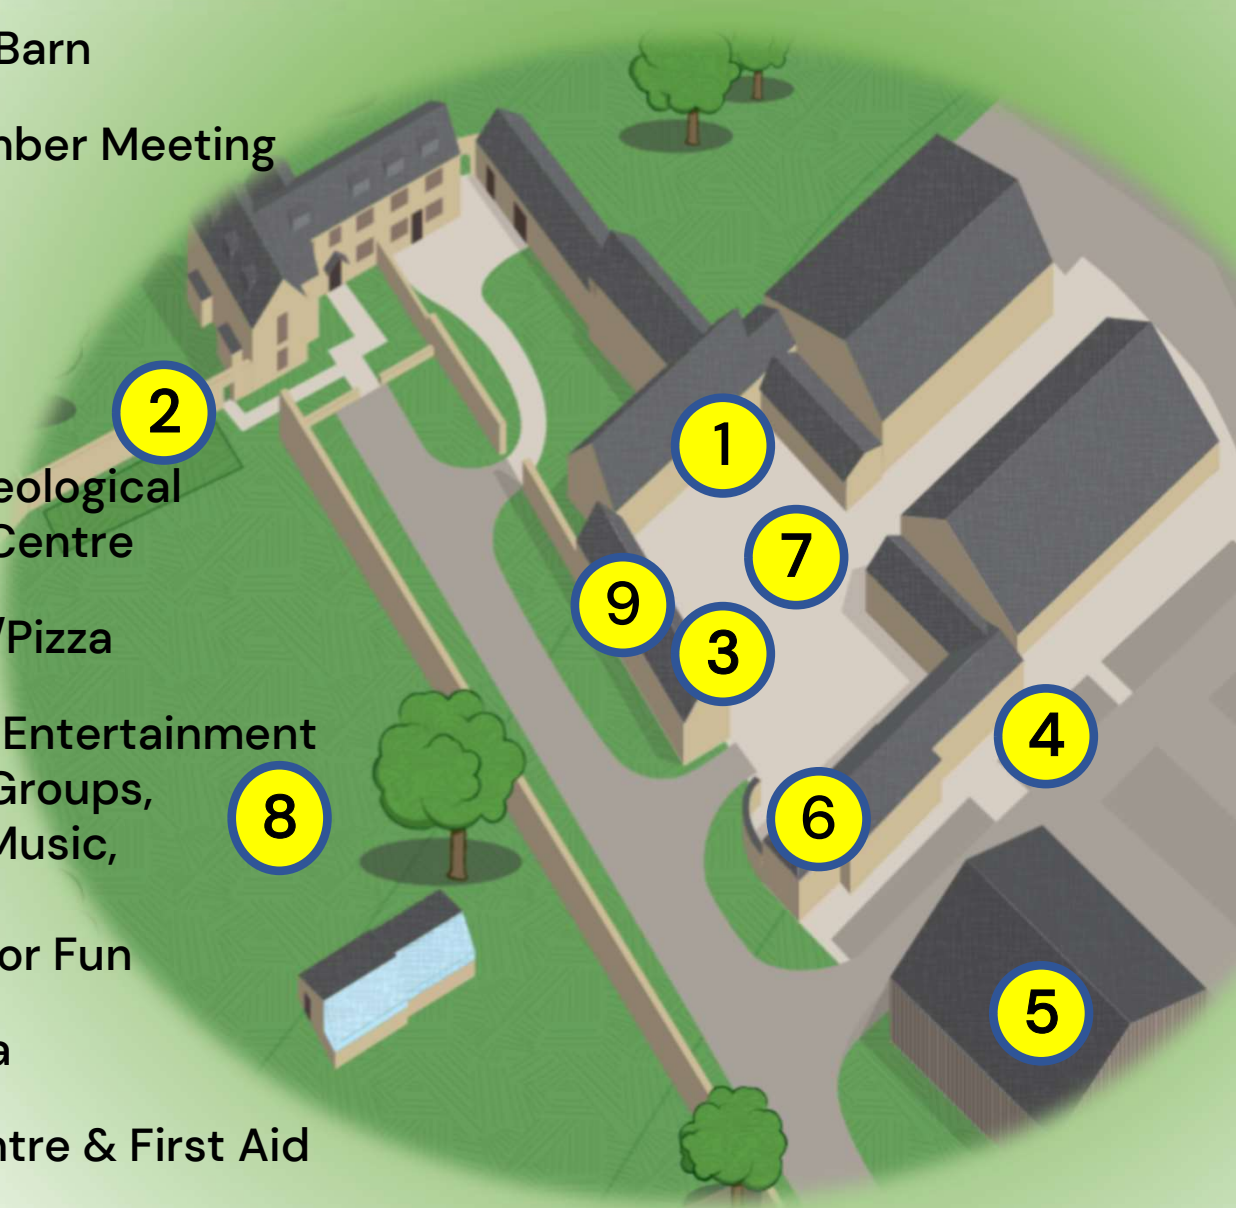 Barn
mber Meeting
2
1
eological
Centre
7
9
/Pizza
3
Entertainment
4
Groups,
8
6
Music,
or Fun
5
a
ntre & First Aid